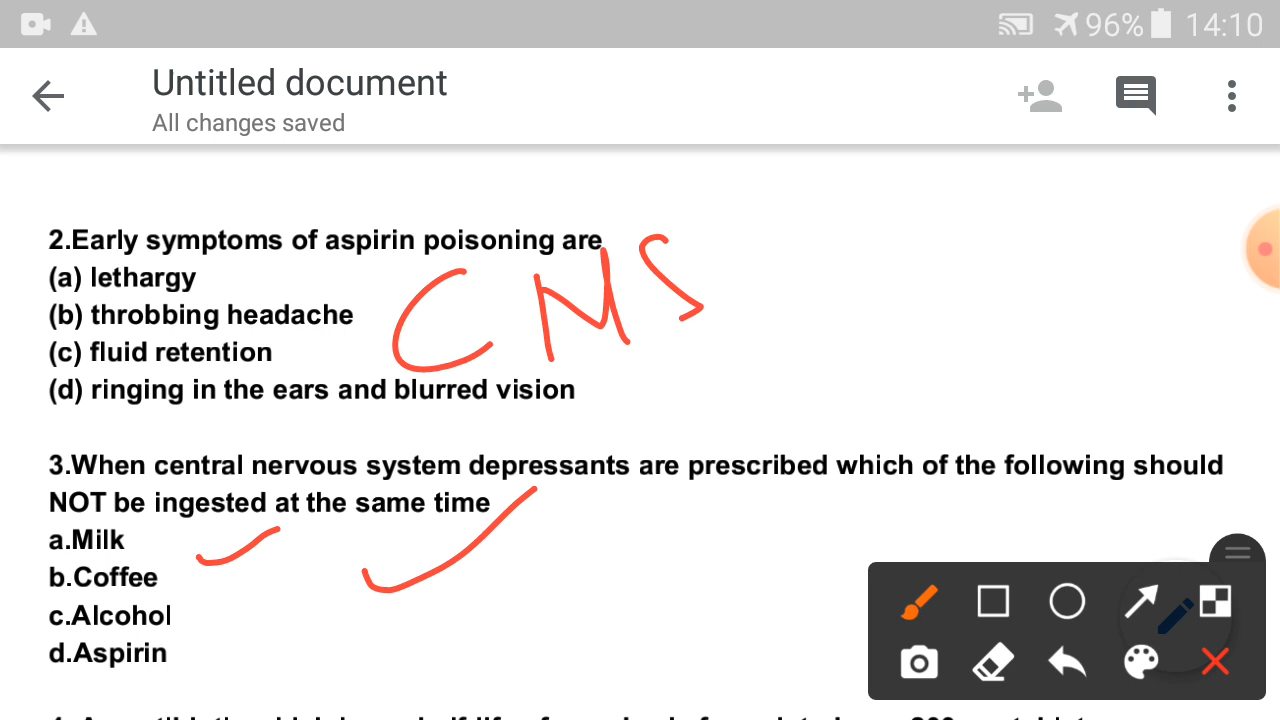 96% 14:10
Untitled document
All changes saved
2.Early symptoms of aspirin poisoning are
(a) lethargy
(b) throbbing headache
(c) fluid retention
(d) ringing in the ears and blurred vision
CNS
3.When central nervous system depressants are prescribed which of the following should
NOT be ingested at the same time
a.Milk
b.Coffee
c.Alcohol
d.Aspirin